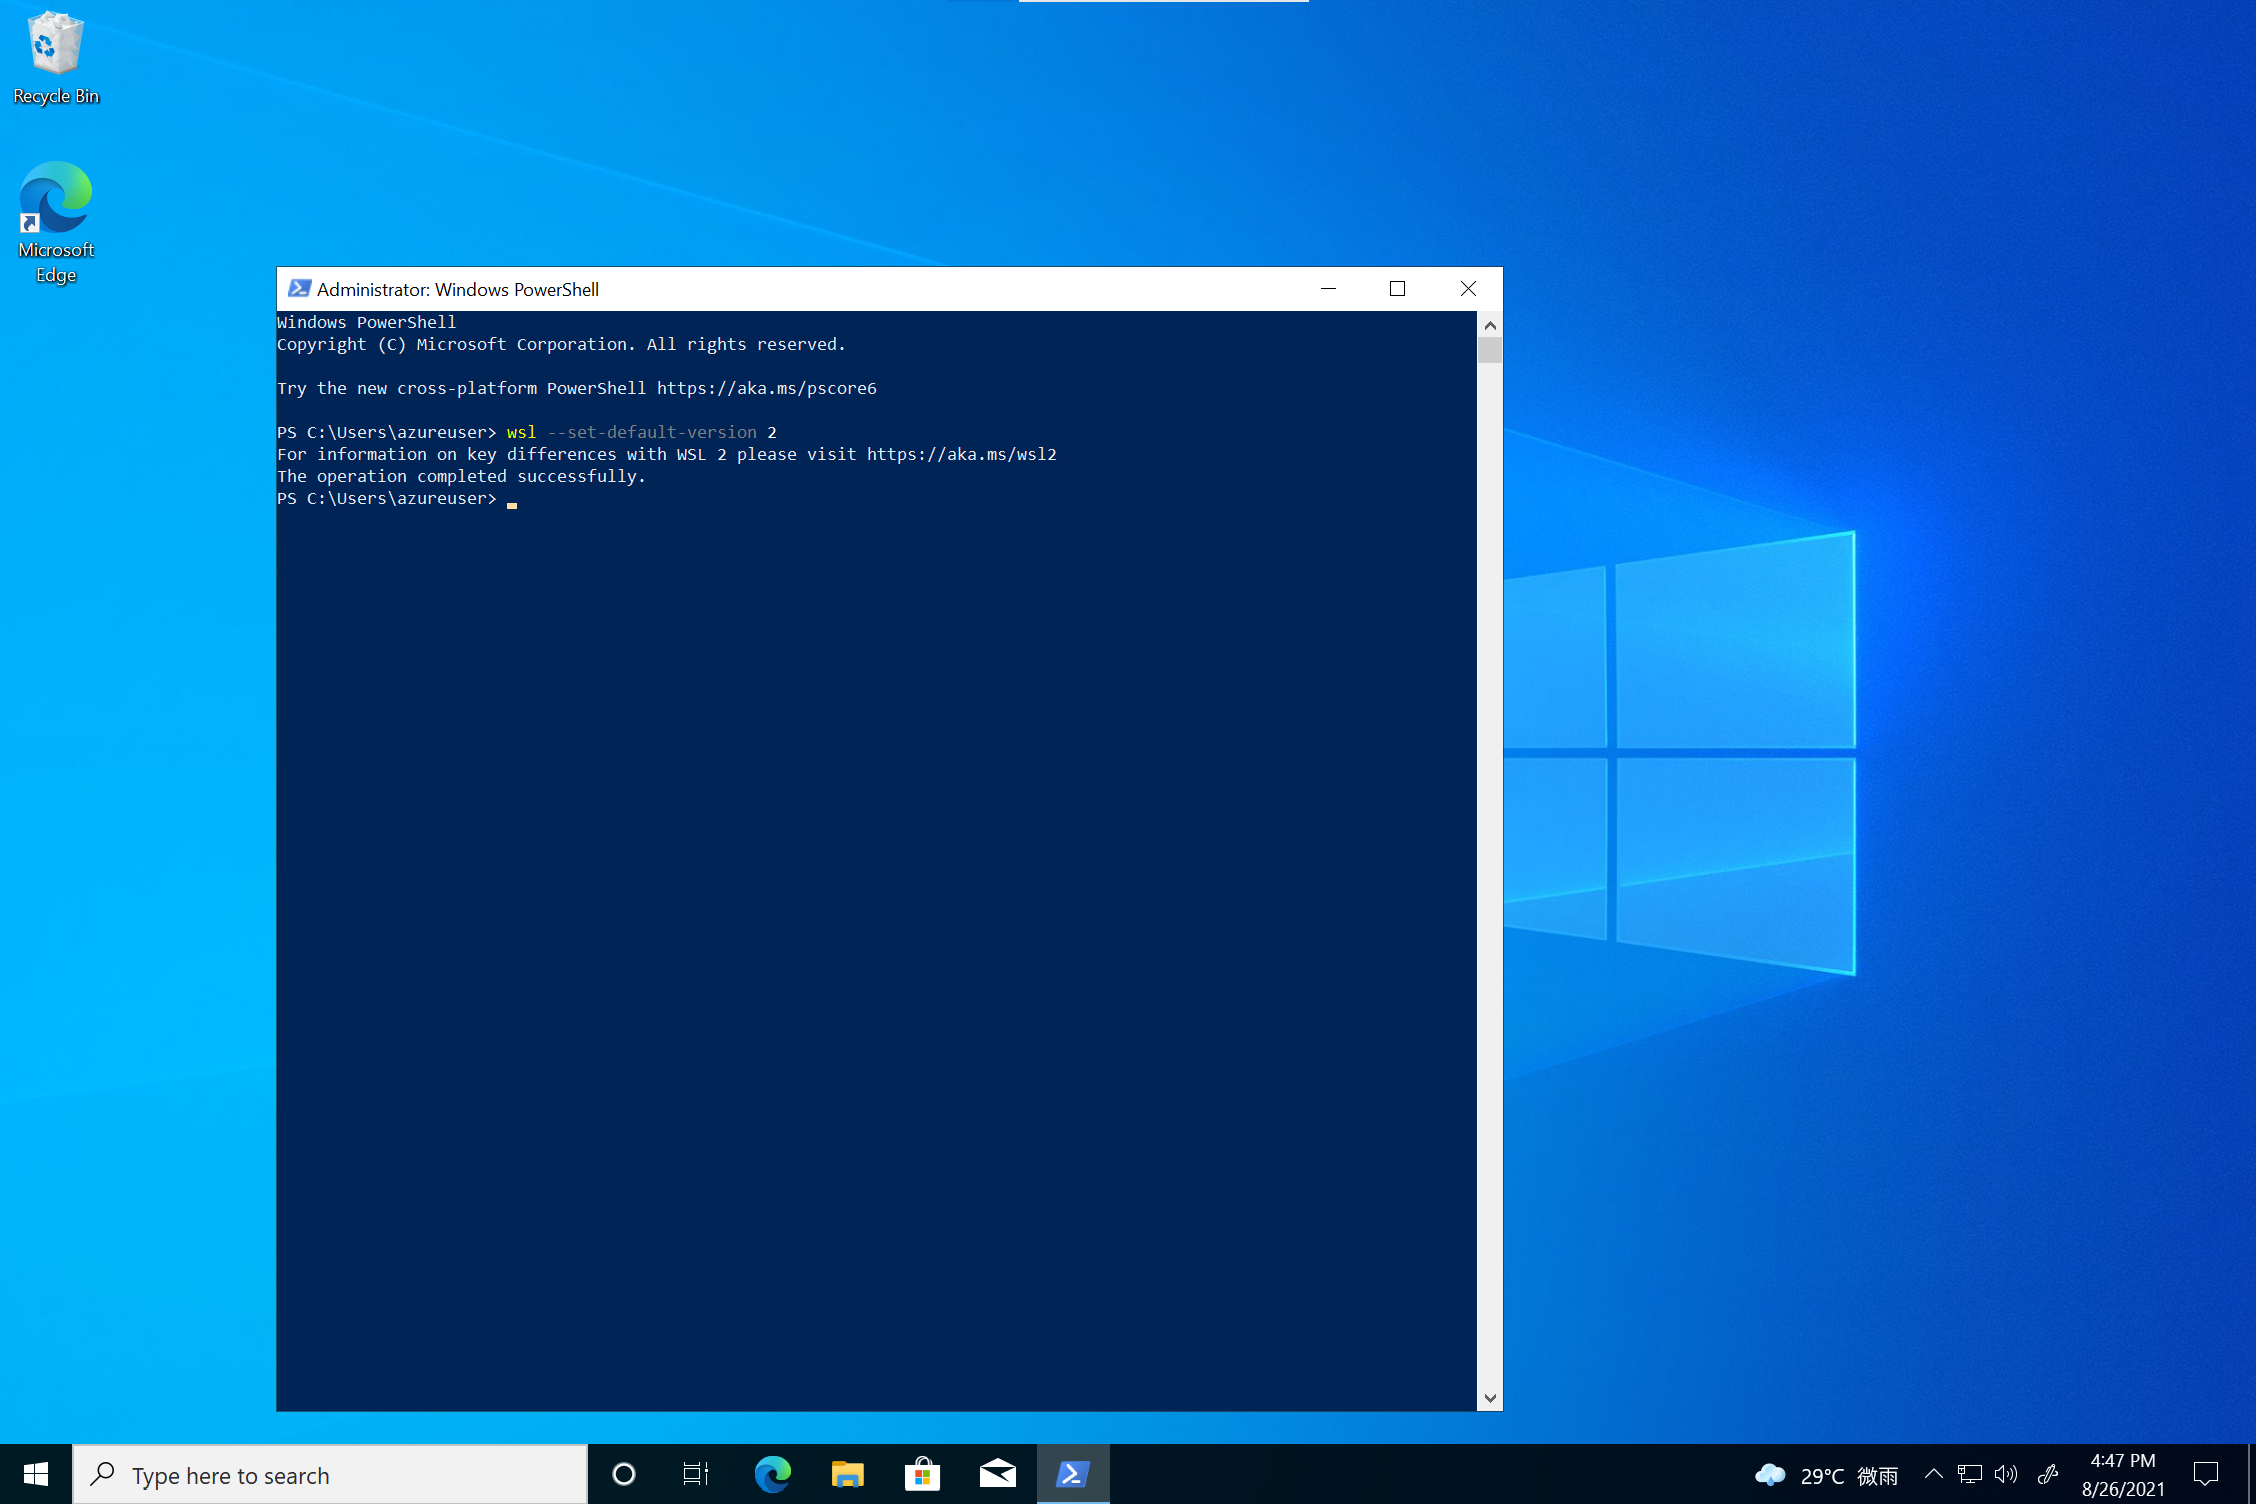 Recycle Bin
Microsoft
Edge
Administrator: Windows PowerShell
Windows PowerShell
Copyright (C) Microsoft Corporation. All rights reserved.
Try the new cross-platform PowerShell https://aka.ms/pscore6
PS C:\Users\azureuser> wsl --set-default-version 2
For information on key differences with WSL 2 please visit https://aka.ms/wsl2
The operation completed successfully.
PS C:\Users\azureuser>
Type here to search
29°C 微雨
4:47 PM
8/26/2021